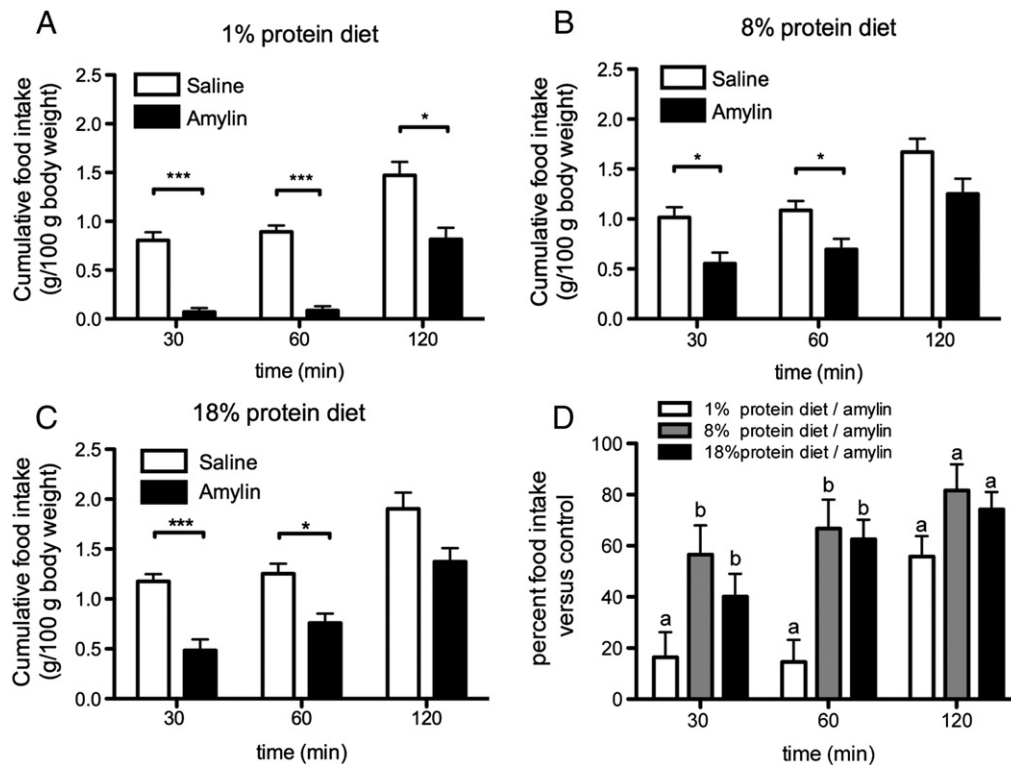 A
1% protein diet
Cumulative food intake
(g/100 g body weight)
2.5
2.0
1.5
1.0
0.5
0.0
Saline
Amylin
***
***
*
30 60 120
time (min)
B
8% protein diet
Cumulative food intake
(g/100 g body weight)
2.5
2.0
1.5
1.0
0.5
0.0
Saline
Amylin
*
*
30 60 120
time (min)
C
18% protein diet
Cumulative food intake
(g/100 g body weight)
2.5
2.0
1.5
1.0
0.5
0.0
Saline
Amylin
***
*
30 60 120
time (min)
D
1% protein diet / amylin
8% protein diet / amylin
18%protein diet / amylin
percent food intake
versus control
100
80
60
40
20
0
a b b a b b a a a
30 60 120
time (min)